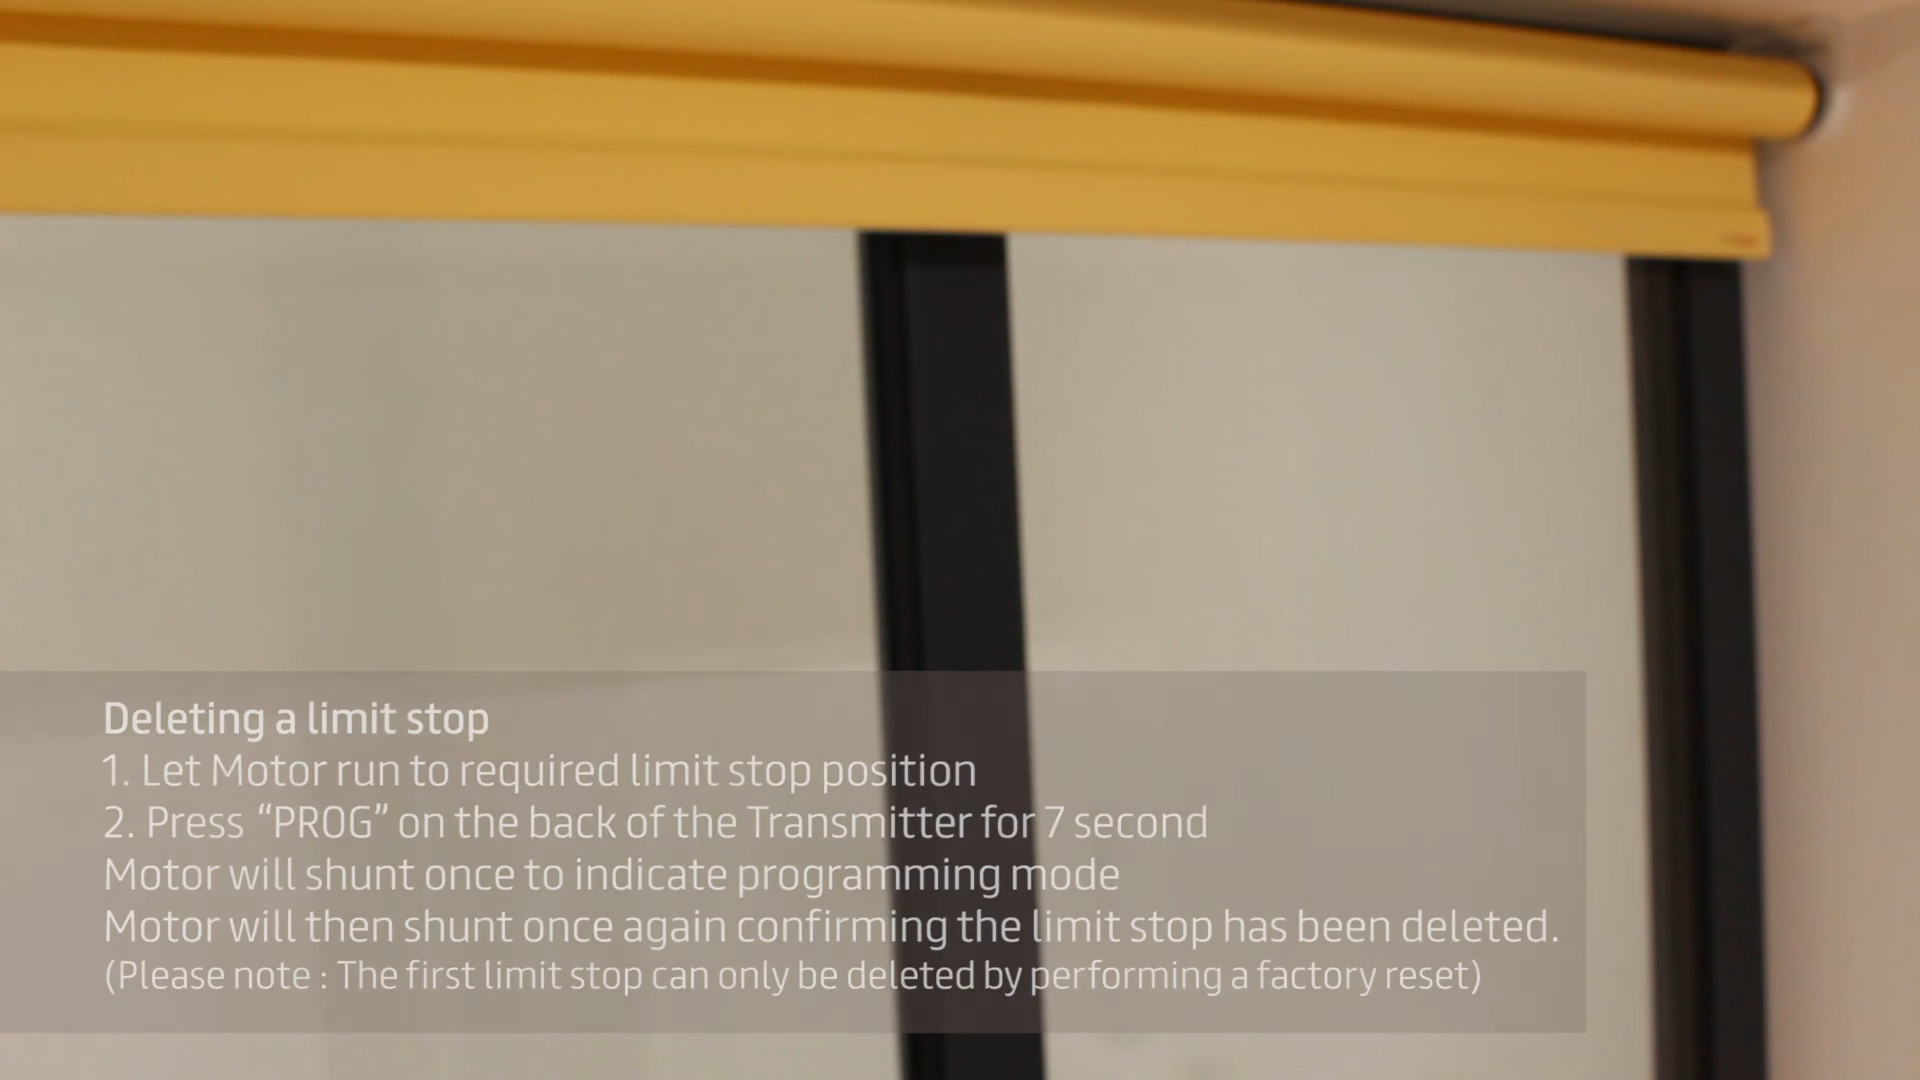 Deleting a limit stop
1. Let Motor run to required limit stop position
2. Press “PROG” on the back of the Transmitter for 7 second
Motor will shunt once to indicate programming mode
Motor will then shunt once again confirming the limit stop has been deleted.
(Please note : The first limit stop can only be deleted by performing a factory reset)